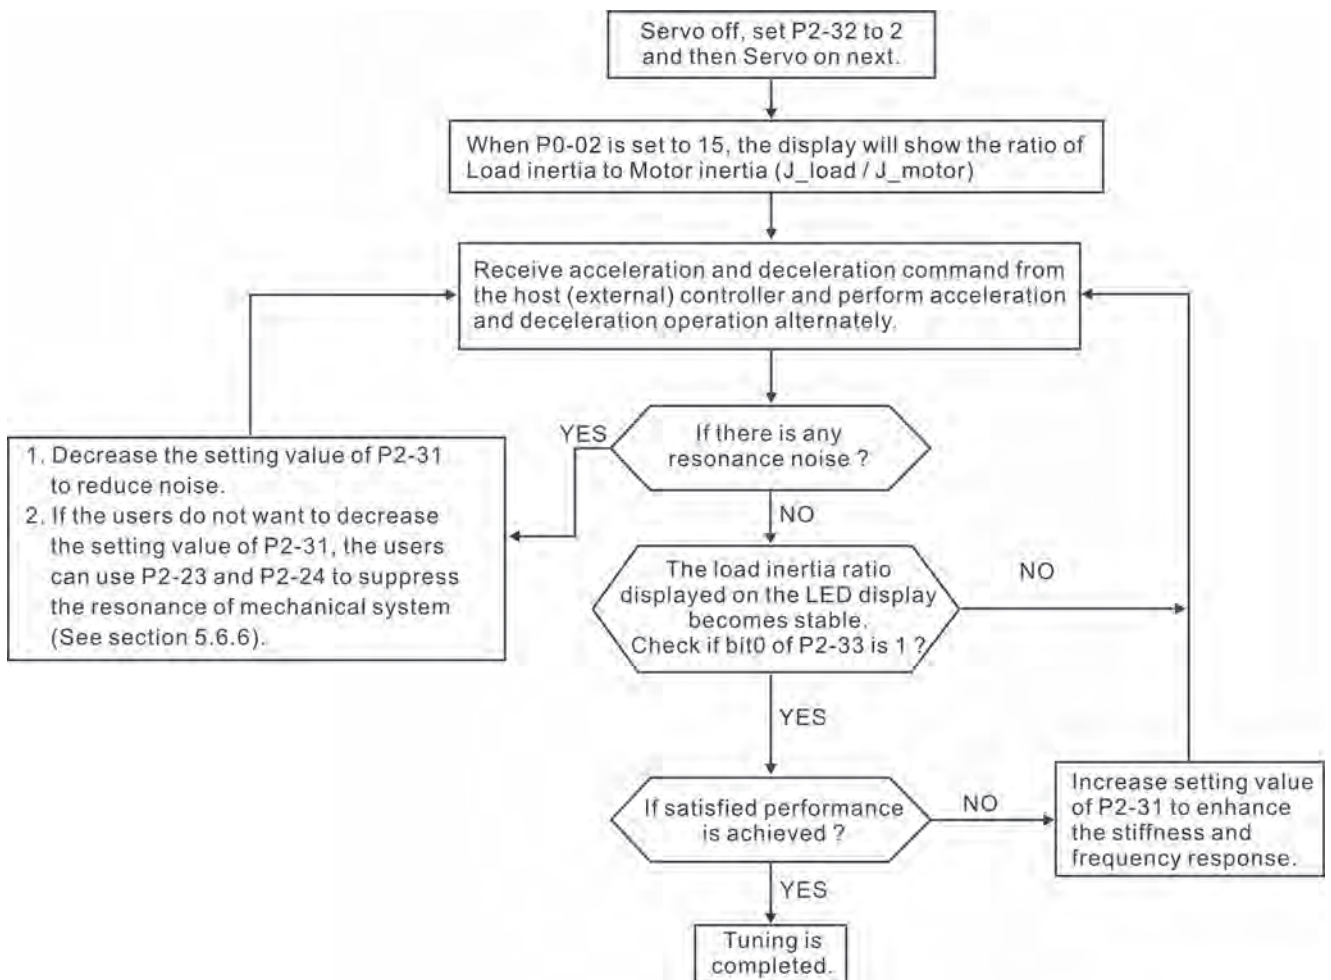 Servo off, set P2-32 to 2
and then Servo on next.
When P0-02 is set to 15, the display will show the ratio of
Load inertia to Motor inertia (J_load / J_motor)
Receive acceleration and deceleration command from
the host (external) controller and perform acceleration
and deceleration operation alternately.
YES
If there is any
resonance noise ?
1. Decrease the setting value of P2-31
to reduce noise.
2. If the users do not want to decrease
the setting value of P2-31, the users
can use P2-23 and P2-24 to suppress
the resonance of mechanical system
(See section 5.6.6).
NO
The load inertia ratio
displayed on the LED display
becomes stable.
Check if bit0 of P2-33 is 1 ?
NO
YES
If satisfied performance
is achieved ?
NO
Increase setting value
of P2-31 to enhance
the stiffness and
frequency response.
YES
Tuning is
completed.